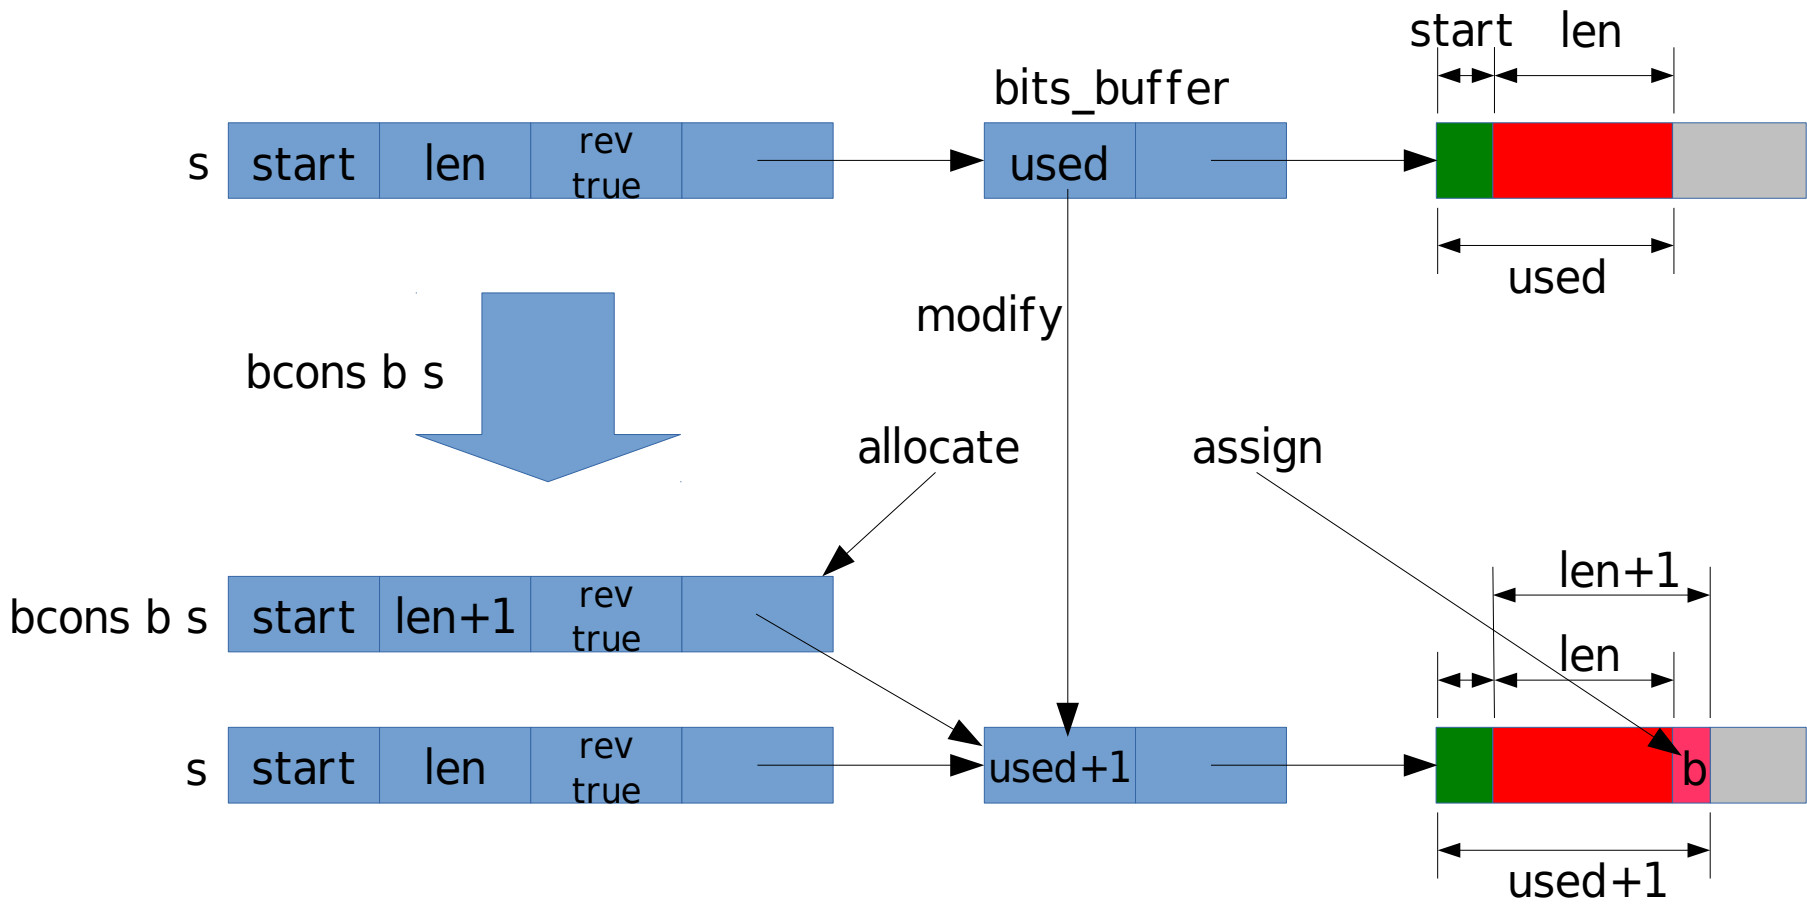 start len
bits_buffer
s start len rev true used
used
modify
bcons b s
allocate assign
len+1
bcons b s start len+1 rev true
len
s start len rev true used+1 b
used+1